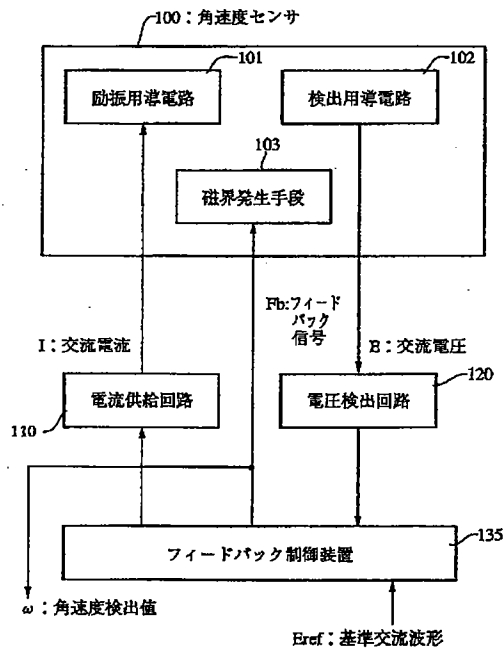 100：角速度センサ
101
励振用導電路
102
検出用導電路
103
磁界発生手段
Fb:フィード
バック
信号
I：交流電流
E：交流電圧
電流供給回路
110
120
電圧検出回路
135
フィードバック制御装置
ω：角速度検出値
Eref：基準交流波形